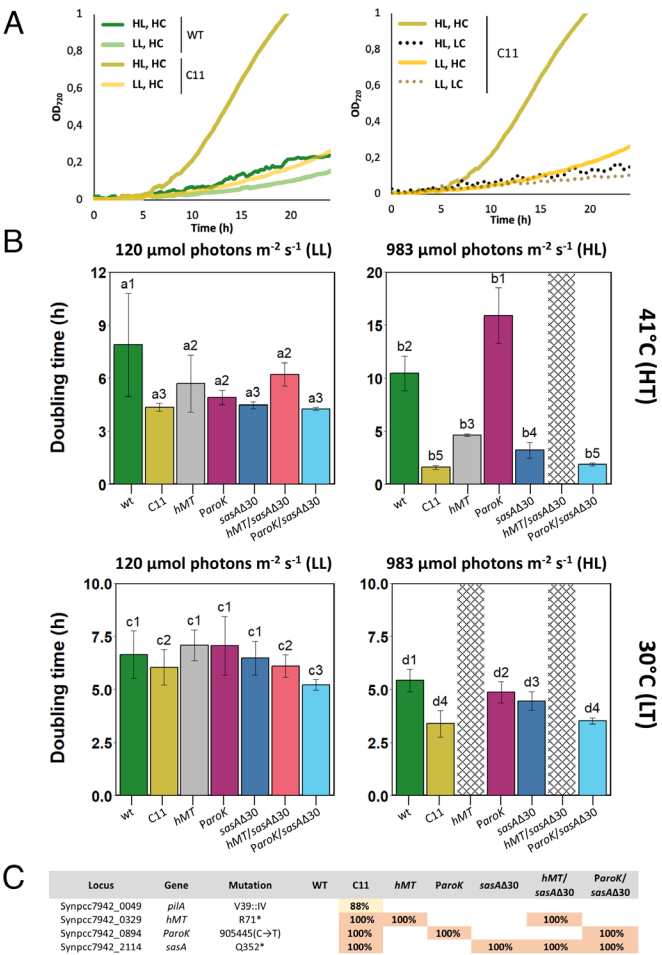 A
1
0,8
0,6
0,4
0,2
0
OD720
0 5 10 15 20
Time (h)
HL, HC
LL, HC
WT
HL, HC
LL, HC
C11
1
0,8
0,6
0,4
0,2
0
OD720
0 5 10 15 20
Time (h)
HL, HC
HL, LC
LL, HC
LL, LC
C11
B
120 µmol photons m⁻² s⁻¹ (LL)
Doubling time (h)
12
9
6
3
0
a1 a3 a2 a2 a3 a2 a3
wt C11 hMT ParoK sasAΔ30 hMT/sasAΔ30 ParoK/sasAΔ30
983 µmol photons m⁻² s⁻¹ (HL)
20
15
10
5
0
b2 b5 b3 b1 b4 b5
wt C11 hMT ParoK sasAΔ30 hMT/sasAΔ30 ParoK/sasAΔ30
41°C (HT)
120 µmol photons m⁻² s⁻¹ (LL)
Doubling time (h)
10.0
7.5
5.0
2.5
0.0
c1 c2 c1 c1 c1 c2 c3
wt C11 hMT ParoK sasAΔ30 hMT/sasAΔ30 ParoK/sasAΔ30
983 µmol photons m⁻² s⁻¹ (HL)
10.0
7.5
5.0
2.5
0.0
d1 d4 d2 d3 d4
wt C11 hMT ParoK sasAΔ30 hMT/sasAΔ30 ParoK/sasAΔ30
30°C (LT)
C
Locus Gene Mutation WT C11 hMT ParoK sasAΔ30 hMT/ sasAΔ30 ParoK/ sasAΔ30
Synpcc7942_0049 pilA V39::IV 88%
Synpcc7942_0329 hMT R71* 100% 100% 100%
Synpcc7942_0894 ParoK 905445(C→T) 100% 100% 100%
Synpcc7942_2114 sasA Q352* 100% 100% 100% 100%